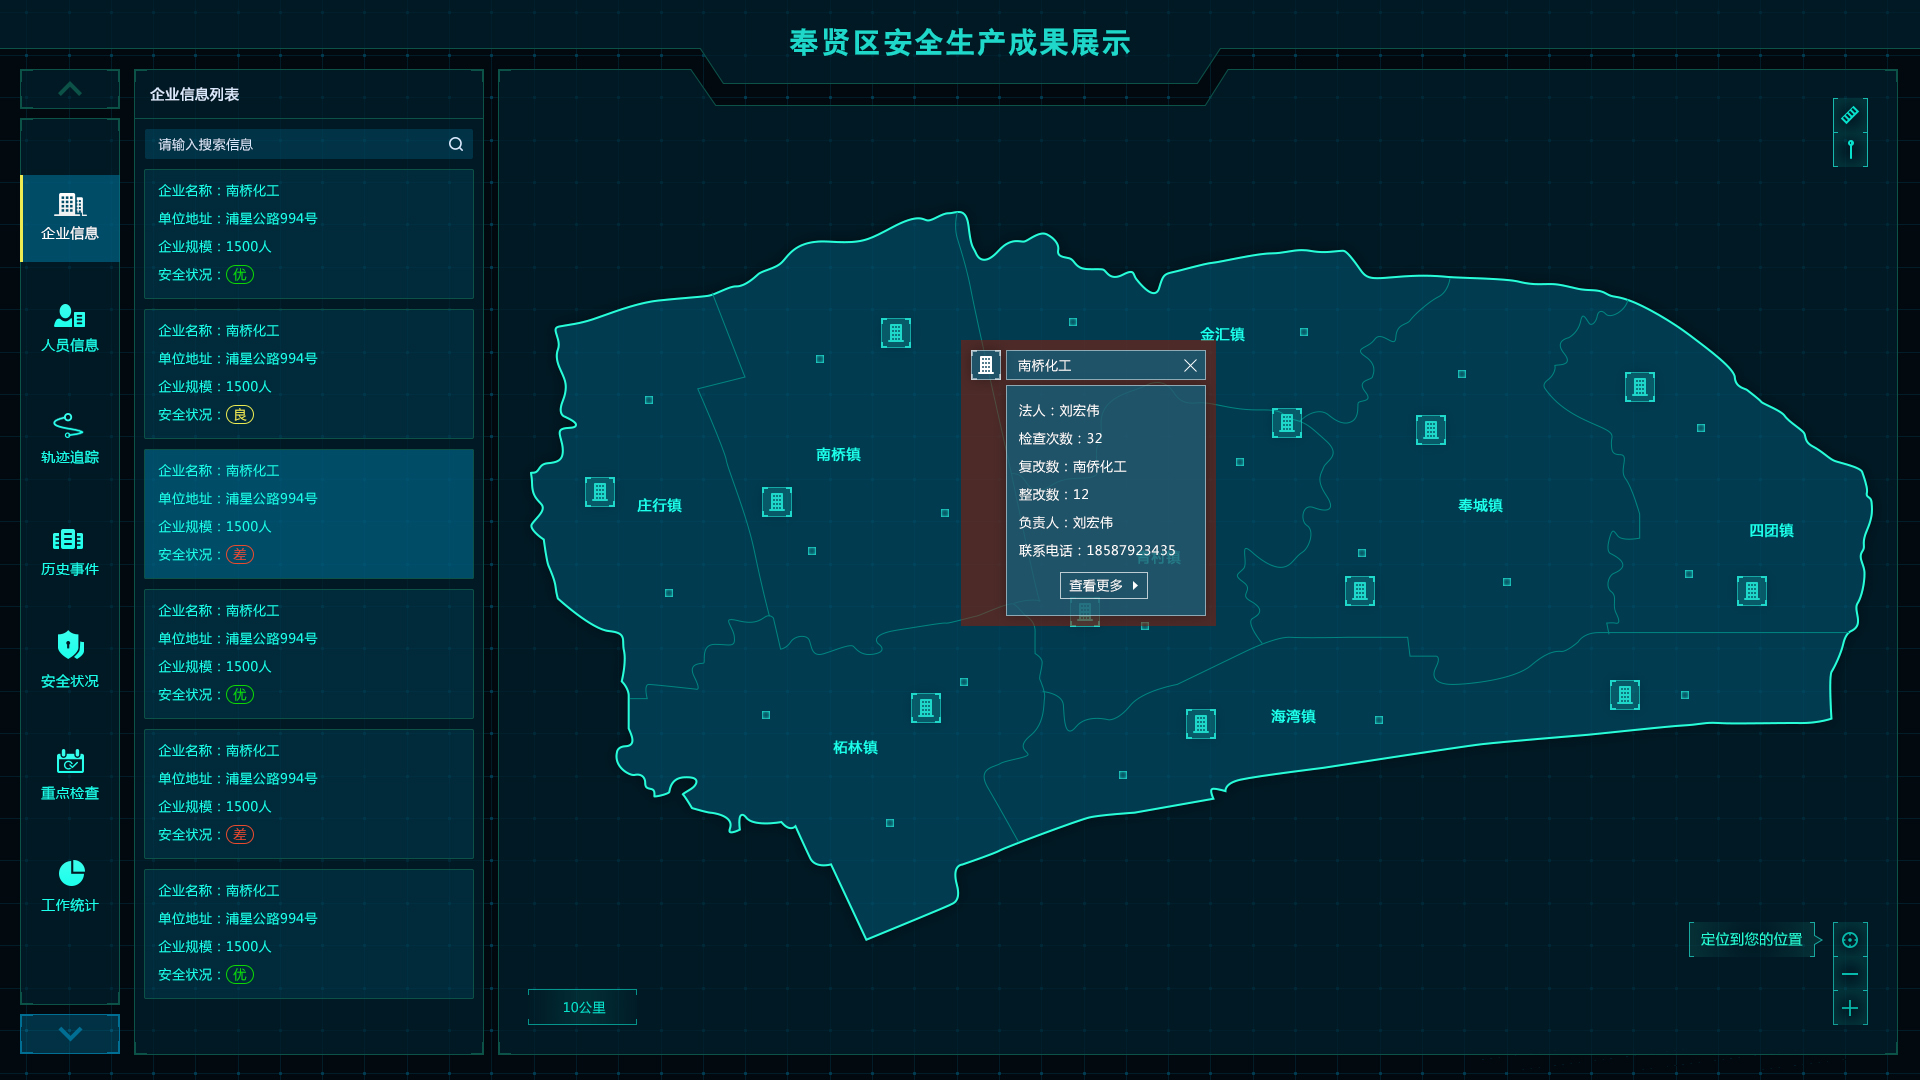 奉贤区安全生产成果展示
企业信息
人员信息
轨迹追踪
历史事件
安全状况
重点检查
工作统计
企业信息列表
请输入搜索信息
企业名称：南桥化工
单位地址：浦星公路994号
企业规模：1500人
安全状况：优
企业名称：南桥化工
单位地址：浦星公路994号
企业规模：1500人
安全状况：良
企业名称：南桥化工
单位地址：浦星公路994号
企业规模：1500人
安全状况：差
企业名称：南桥化工
单位地址：浦星公路994号
企业规模：1500人
安全状况：优
企业名称：南桥化工
单位地址：浦星公路994号
企业规模：1500人
安全状况：差
企业名称：南桥化工
单位地址：浦星公路994号
企业规模：1500人
安全状况：优
金汇镇
南桥镇
庄行镇
奉城镇
四团镇
海湾镇
柘林镇
南桥化工
法人：刘宏伟
检查次数：32
复改数：南侨化工
整改数：12
负责人：刘宏伟
联系电话：18587923435
青村镇
查看更多
定位到您的位置
10公里